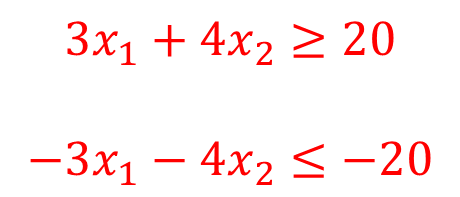 3x₁ + 4x₂ ≥ 20
−3x₁ − 4x₂ ≤ −20